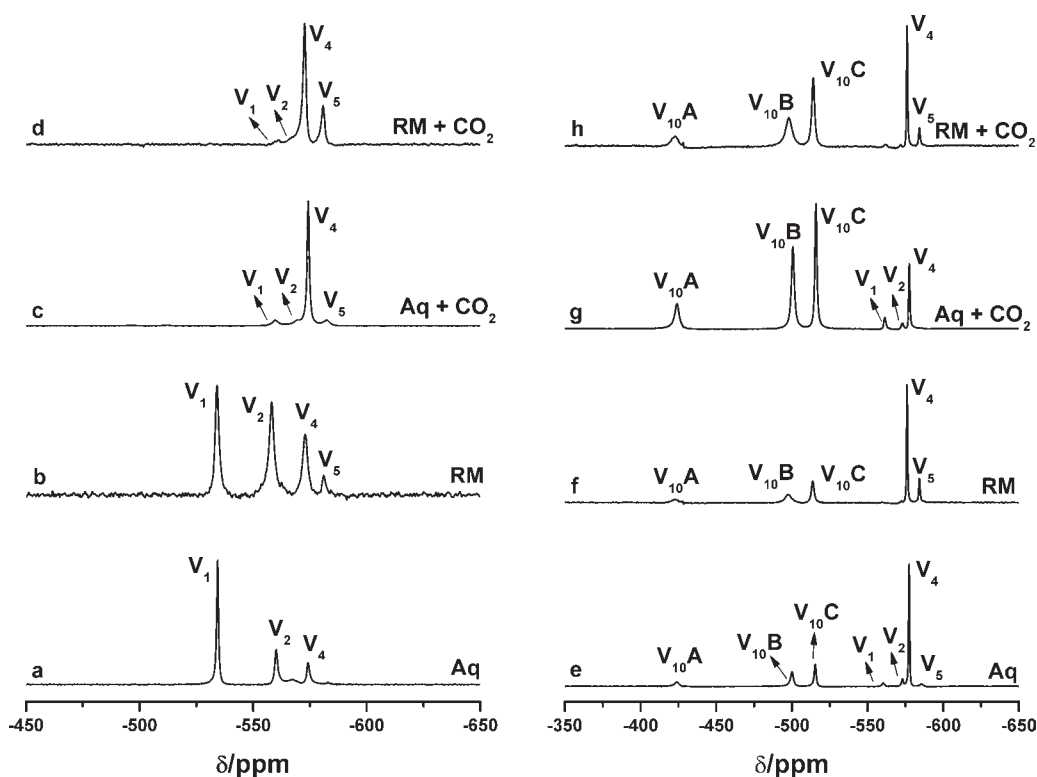 d
V₁
V₂
V₄
V₅
RM + CO₂
c
V₁
V₂
V₄
V₅
Aq + CO₂
b
V₁
V₂
V₄
V₅
RM
a
V₁
V₂
V₄
Aq
-450 -500 -550 -600 -650
δ/ppm
h
V₁₀A
V₁₀B
V₁₀C
V₄
V₅
RM + CO₂
g
V₁₀A
V₁₀B
V₁₀C
V₁
V₂
V₄
Aq + CO₂
f
V₁₀A
V₁₀B
V₁₀C
V₄
V₅
RM
e
V₁₀A
V₁₀B
V₁₀C
V₁
V₂
V₄
V₅
Aq
-350 -400 -450 -500 -550 -600 -650
δ/ppm